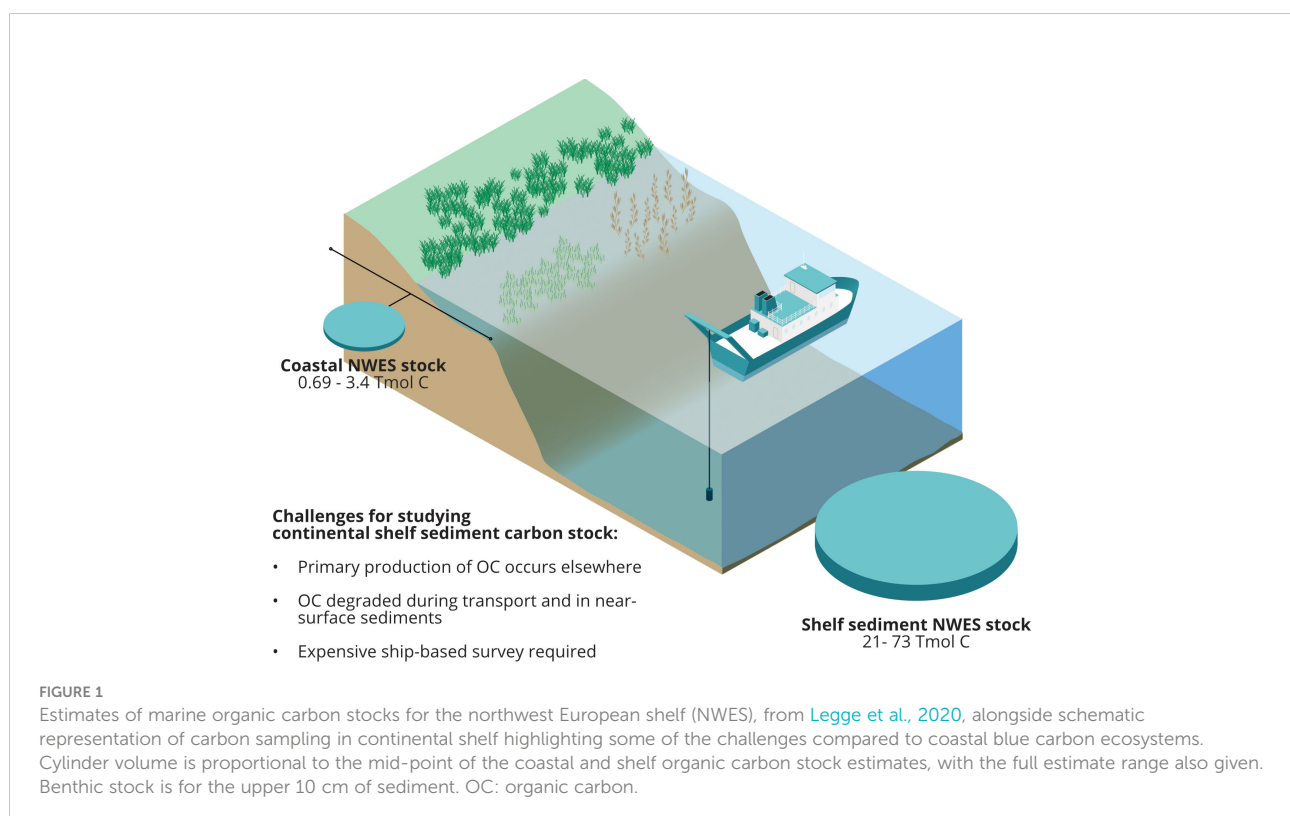 Coastal NWES stock
0.69 - 3.4 Tmol C
Challenges for studying
continental shelf sediment carbon stock:
• Primary production of OC occurs elsewhere
• OC degraded during transport and in near-
surface sediments
• Expensive ship-based survey required
Shelf sediment NWES stock
21- 73 Tmol C
FIGURE 1
Estimates of marine organic carbon stocks for the northwest European shelf (NWES), from Legge et al., 2020, alongside schematic
representation of carbon sampling in continental shelf highlighting some of the challenges compared to coastal blue carbon ecosystems.
Cylinder volume is proportional to the mid-point of the coastal and shelf organic carbon stock estimates, with the full estimate range also given.
Benthic stock is for the upper 10 cm of sediment. OC: organic carbon.